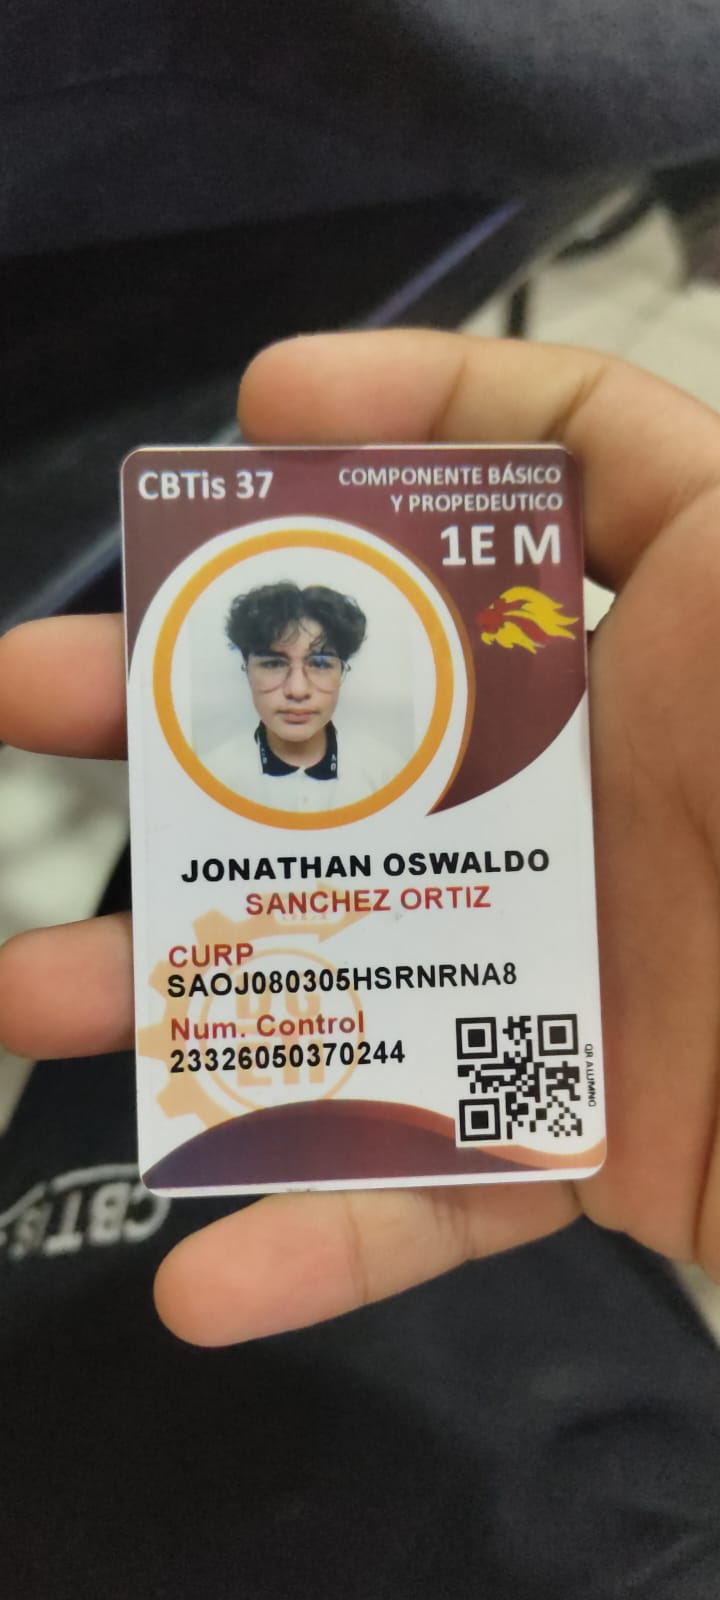 CBTis 37
COMPONENTE BÁSICO
Y PROPEDEUTICO
1E M
JONATHAN OSWALDO
SANCHEZ ORTIZ
CURP
SAOJ080305HSRNRNA8
Num. Control
23326050370244
QR ALUMNO
CBTis